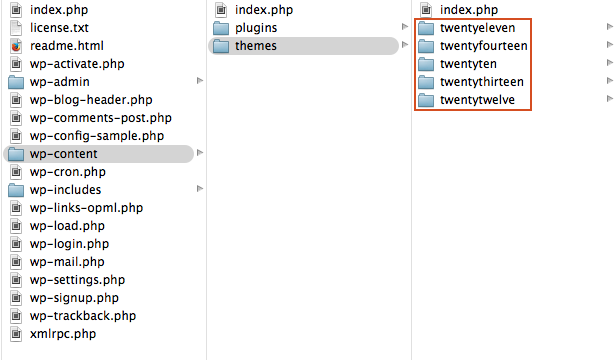 index.php
license.txt
readme.html
wp-activate.php
wp-admin
wp-blog-header.php
wp-comments-post.php
wp-config-sample.php
wp-content
wp-cron.php
wp-includes
wp-links-opml.php
wp-load.php
wp-login.php
wp-mail.php
wp-settings.php
wp-signup.php
wp-trackback.php
xmlrpc.php
index.php
plugins
themes
index.php
twentyeleven
twentyfourteen
twentyten
twentythirteen
twentytwelve